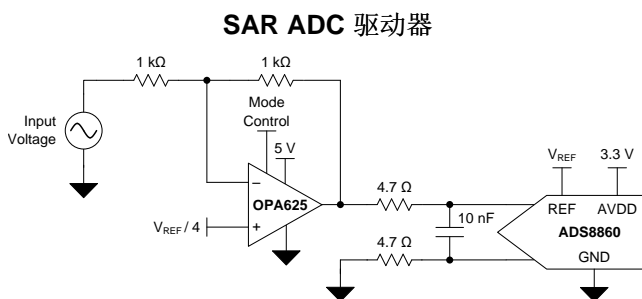 SAR ADC 驱动器
1 kΩ
1 kΩ
Input
Voltage
Mode
Control
5 V
OPA625
V_REF / 4
4.7 Ω
4.7 Ω
10 nF
V_REF
3.3 V
REF
AVDD
ADS8860
GND